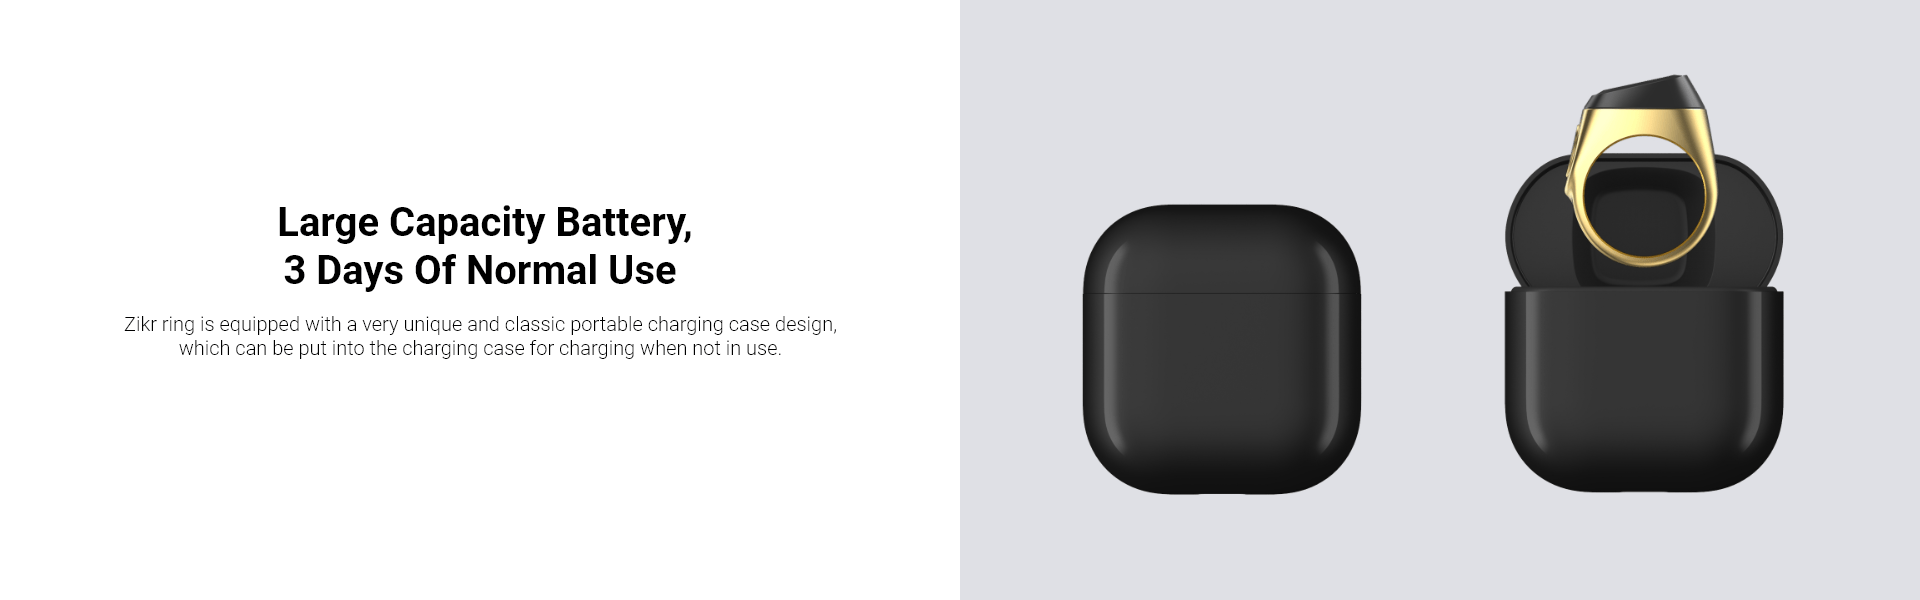 Large Capacity Battery,
3 Days Of Normal Use
Zikr ring is equipped with a very unique and classic portable charging case design,
which can be put into the charging case for charging when not in use.